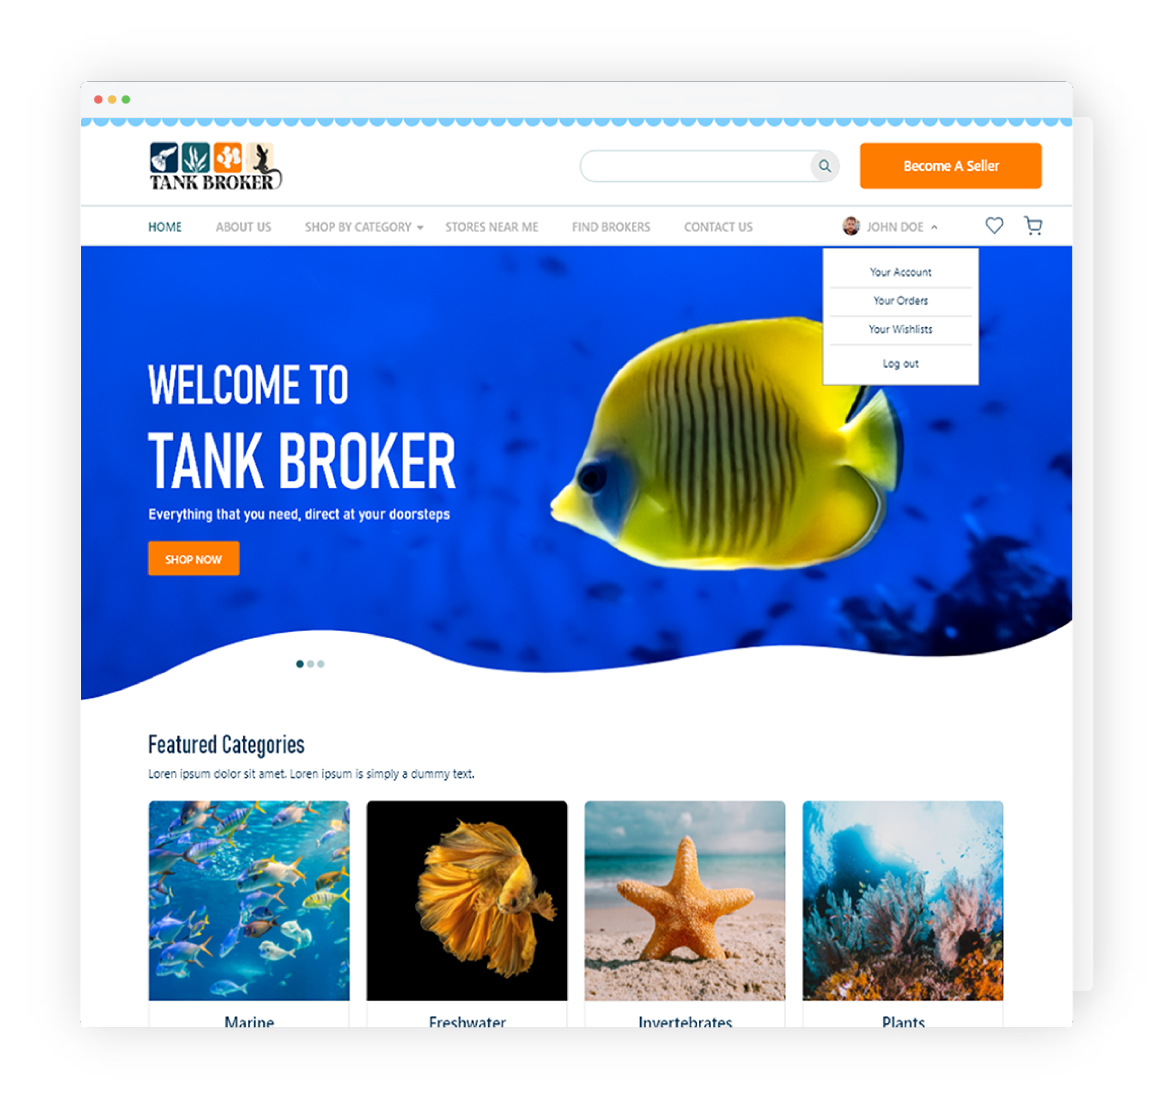 TANK BROKER
Become A Seller
HOME
ABOUT US
SHOP BY CATEGORY
STORES NEAR ME
FIND BROKERS
CONTACT US
JOHN DOE
Your Account
Your Orders
Your Wishlists
Log out
WELCOME TO
TANK BROKER
Everything that you need, direct at your doorsteps
SHOP NOW
Featured Categories
Loren ipsum dolor sit amet. Loren ipsum is simply a dummy text.
Marine
Freshwater
Invertebrates
Plants